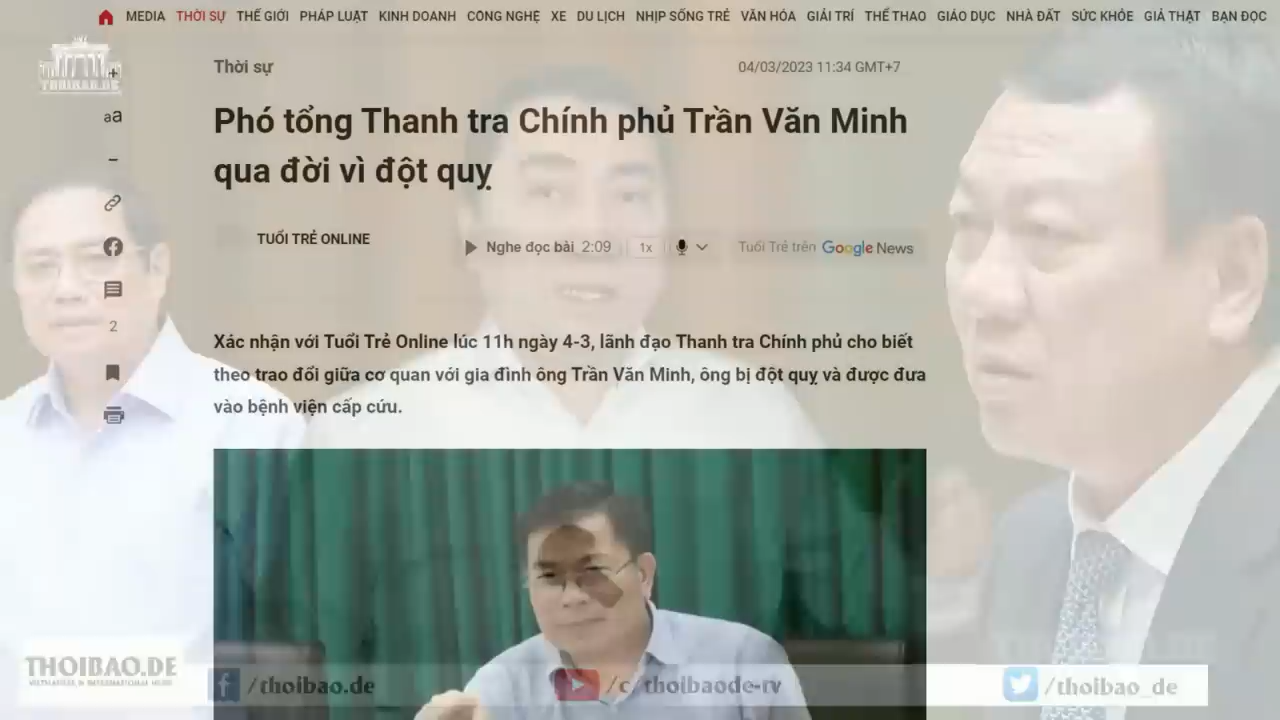 MEDIA THỜI SỰ THẾ GIỚI PHÁP LUẬT KINH DOANH CÔNG NGHỆ XE DU LỊCH NHỊP SỐNG TRẺ VĂN HÓA GIẢI TRÍ THỂ THAO GIÁO DỤC NHÀ ĐẤT SỨC KHỎE GIẢ THẬT BẠN ĐỌC
THOIBAO.DE
Thời sự 04/03/2023 11:34 GMT+7
+
aA
Phó tổng Thanh tra Chính phủ Trần Văn Minh
−
qua đời vì đột quỵ
TUỔI TRẺ ONLINE Nghe đọc bài 2:09 1x Tuổi Trẻ trên Google News
2
Xác nhận với Tuổi Trẻ Online lúc 11h ngày 4-3, lãnh đạo Thanh tra Chính phủ cho biết
theo trao đổi giữa cơ quan với gia đình ông Trần Văn Minh, ông bị đột quỵ và được đưa
vào bệnh viện cấp cứu.
THOIBAO.DE
f /thoibao.de /c/thoibaode-tv /thoibao_de